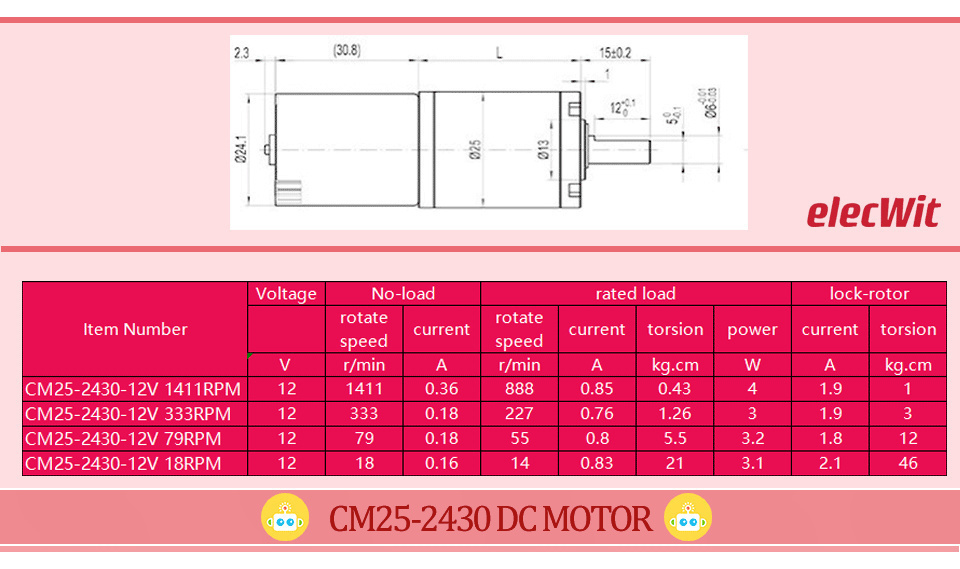 2.3 (30.8) L 15±0.2
1
12+0.1 0
5 0 -0.1
Ø6-0.01 -0.03
Ø24.1
Ø25
Ø13
elecWit
Item Number Voltage No-load rated load lock-rotor
rotate speed current rotate speed current torsion power current torsion
V r/min A r/min A kg.cm W A kg.cm
CM25-2430-12V 1411RPM 12 1411 0.36 888 0.85 0.43 4 1.9 1
CM25-2430-12V 333RPM 12 333 0.18 227 0.76 1.26 3 1.9 3
CM25-2430-12V 79RPM 12 79 0.18 55 0.8 5.5 3.2 1.8 12
CM25-2430-12V 18RPM 12 18 0.16 14 0.83 21 3.1 2.1 46
CM25-2430 DC MOTOR